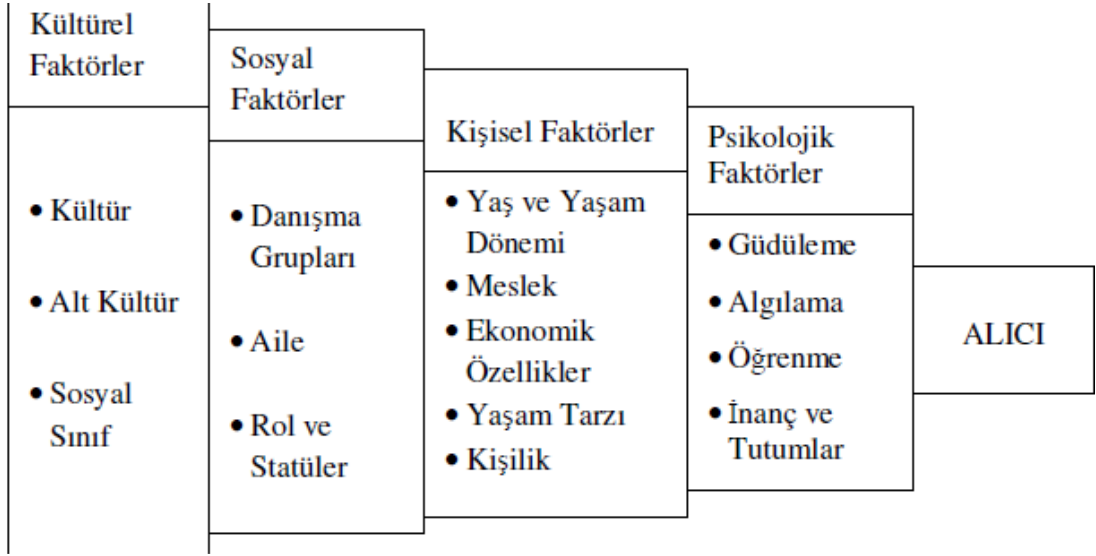 Kültürel
Faktörler
• Kültür
• Alt Kültür
• Sosyal
Sınıf
Sosyal
Faktörler
• Danışma
Grupları
• Aile
• Rol ve
Statüler
Kişisel Faktörler
• Yaş ve Yaşam
Dönemi
• Meslek
• Ekonomik
Özellikler
• Yaşam Tarzı
• Kişilik
Psikolojik
Faktörler
• Güdüleme
• Algılama
• Öğrenme
• İnanç ve
Tutumlar
ALICI